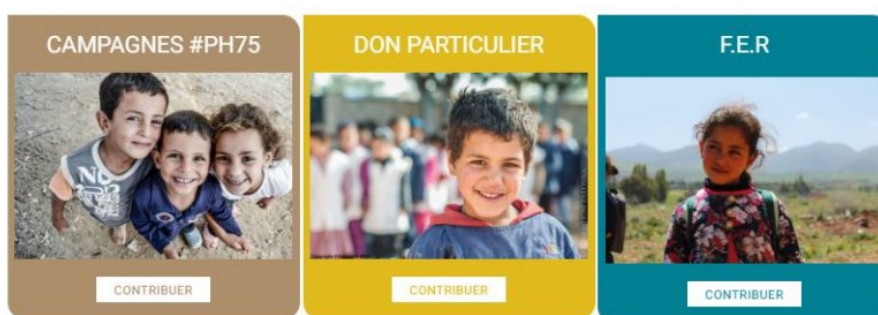 CAMPAGNES #PH75
DON PARTICULIER
F.E.R
CONTRIBUER
CONTRIBUER
CONTRIBUER